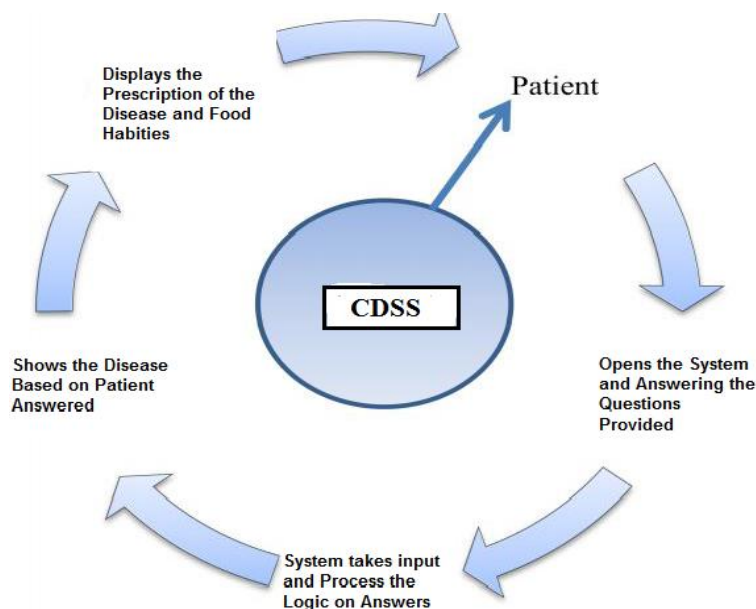 Displays the
Prescription of the
Disease and Food
Habities
Patient
CDSS
Opens the System
and Answering the
Questions
Provided
System takes input
and Process the
Logic on Answers
Shows the Disease
Based on Patient
Answered